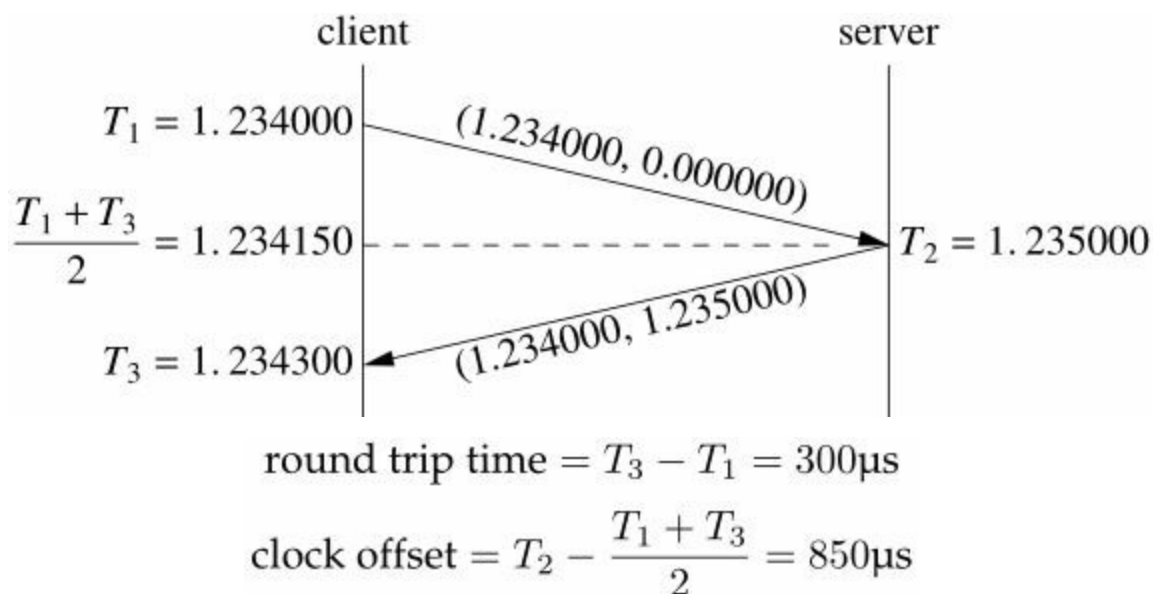 client server
T₁ = 1.234000 (1.234000, 0.000000)
(T₁ + T₃)/2 = 1.234150 T₂ = 1.235000
T₃ = 1.234300 (1.234000, 1.235000)
round trip time = T₃ − T₁ = 300µs
clock offset = T₂ − (T₁ + T₃)/2 = 850µs